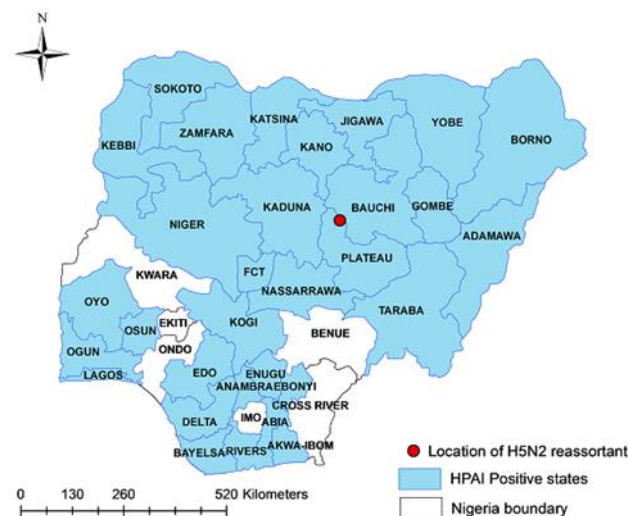 N
SOKOTO
KATSINA
JIGAWA
YOBE
BORNO
ZAMFARA
KEBBI
KANO
KADUNA
BAUCHI
GOMBE
NIGER
ADAMAWA
PLATEAU
FCT
KWARA
NASSARRAWA
TARABA
OYO
KOGI
BENUE
EKITI
OSUN
ONDO
OGUN
EDO
ENUGU
LAGOS
ANAMBRA
EBONYI
CROSS RIVER
IMO
ABIA
DELTA
AKWA-IBOM
BAYELSA
RIVERS
Location of H5N2 reassortant
HPAI Positive states
Nigeria boundary
0 130 260 520 Kilometers